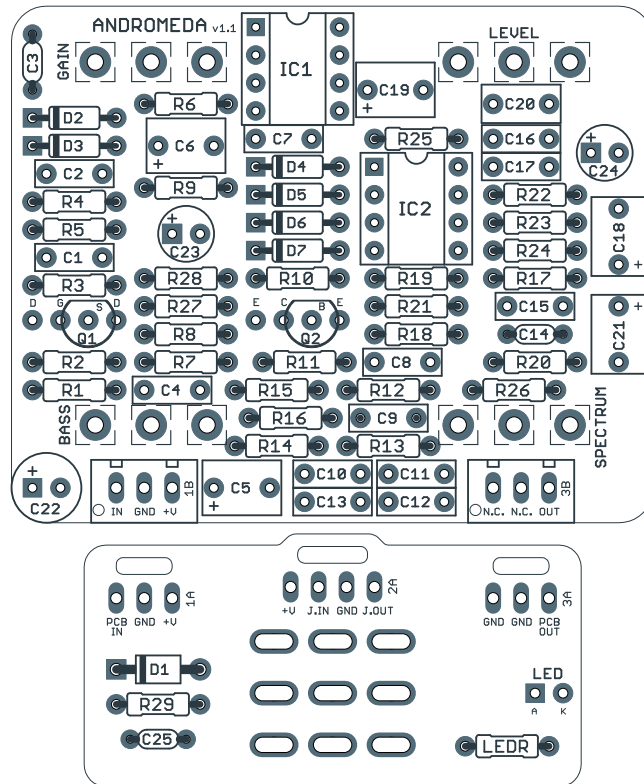 ANDROMEDA v1.1
LEVEL
C3
GAIN
IC1
C19
+
C20
R6
D2
C16
+
C7
R25
D3
C6
+
C17
C24
C2
D4
R9
IC2
R22
R4
D5
+
R23
C18
R5
D6
C23
R24
C1
D7
+
R3
R28
R10
R19
R17
D
G
S
D
R27
E
C
B
E
R21
C15
+
Q1
R8
Q2
R18
C14
C21
R2
R7
R11
C8
R20
R1
C4
R15
R12
R26
BASS
R16
C9
SPECTRUM
R14
R13
+
C22
IN
GND
+V
1B
C5
+
C10
C11
C13
C12
N.C.
N.C.
OUT
3B
PCB IN
GND
+V
1A
+V
J.IN
GND
J.OUT
2A
GND
GND
PCB OUT
3A
D1
LED
R29
A
K
C25
LEDR